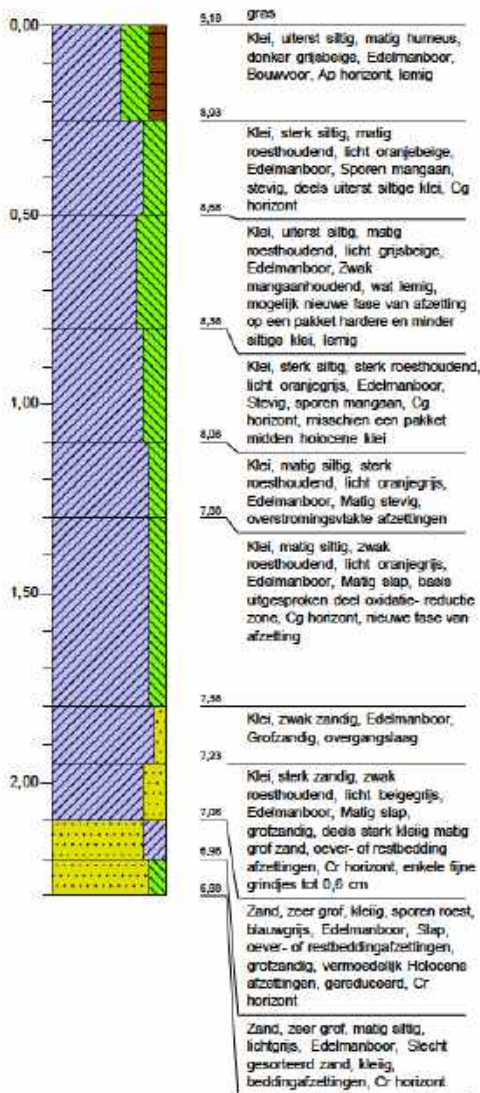 gras
0,00
9,18
Klei, uiterst siltig, matig humeus,
donker grijsbeige, Edelmanboor,
Bouwvoor, Ap horizont, lemig
8,93
Klei, sterk siltig, matig
roesthoudend, licht oranjebeige,
Edelmanboor, Sporen mangaan,
stevig, deels uiterst siltige klei, Cg
horizont
0,50
8,68
Klei, uiterst siltig, matig
roesthoudend, licht grijsbeige,
Edelmanboor, Zwak
mangaanhoudend, wat lemig,
mogelijk nieuwe fase van afzetting
op een pakket hardere en minder
siltige klei, lemig
8,38
Klei, sterk siltig, sterk roesthoudend,
licht oranjegrijs, Edelmanboor,
Stevig, sporen mangaan, Cg
horizont, misschien een pakket
midden holocene klei
1,00
8,08
Klei, matig siltig, sterk
roesthoudend, licht oranjegrijs,
Edelmanboor, Matig stevig,
overstromingsvlakte afzettingen
Klei, matig siltig, zwak
roesthoudend, licht oranjegrijs,
Edelmanboor, Matig slap, basis
uitgesproken deel oxidatie- reductie
zone, Cg horizont, nieuwe fase van
afzetting
1,50
7,38
Klei, zwak zandig, Edelmanboor,
Grofzandig, overgangslaag
7,23
Klei, sterk zandig, zwak
roesthoudend, licht beigegrijs,
Edelmanboor, Matig slap,
grofzandig, deels sterk kleiig matig
grof zand, oever- of restbedding
afzettingen, Cr horizont, enkele fijne
grindjes tot 0,6 cm
2,00
7,08
Zand, zeer grof, kleiig, sporen roest,
blauwgrijs, Edelmanboor, Slap,
oever- of restbeddingafzettingen,
grofzandig, vermoedelijk Holocene
afzettingen, gereduceerd, Cr
horizont
6,98
Zand, zeer grof, matig siltig,
lichtgrijs, Edelmanboor, Slecht
gesorteerd zand, kleiig,
beddingafzettingen, Cr horizont
6,88